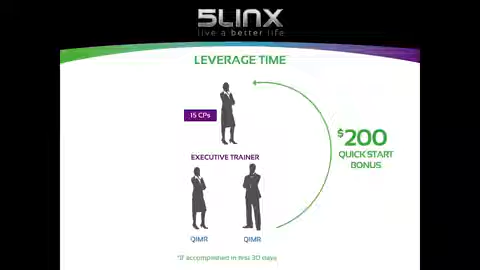 5LINX
live a better life
LEVERAGE TIME
15 CPs
EXECUTIVE TRAINER
$200
QUICK START
BONUS
QIMR
QIMR
*If accomplished in first 30 days